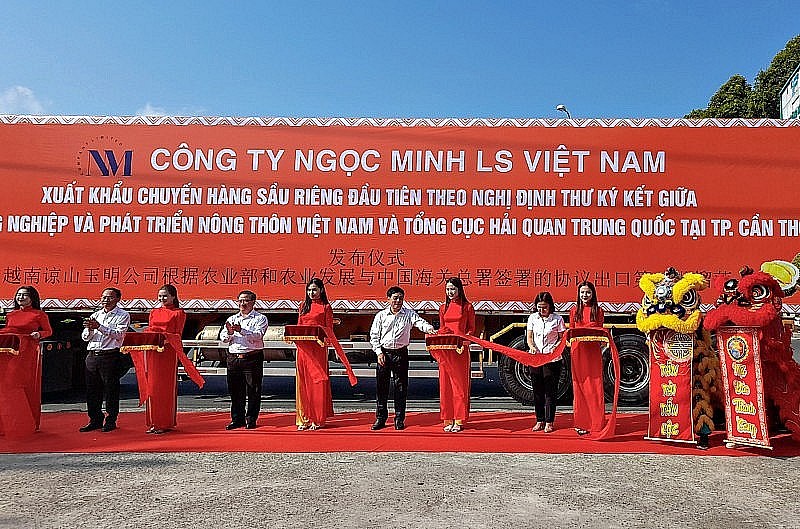 NM CÔNG TY NGỌC MINH LS VIỆT NAM
XUẤT KHẨU CHUYẾN HÀNG SẦU RIÊNG ĐẦU TIÊN THEO NGHỊ ĐỊNH THƯ KÝ KẾT GIỮA
NGHIỆP VÀ PHÁT TRIỂN NÔNG THÔN VIỆT NAM VÀ TỔNG CỤC HẢI QUAN TRUNG QUỐC TẠI TP. CẦN
发布仪式
越南谅山玉明公司根据农业部和农业发展与中国海关总署签署的协议出口